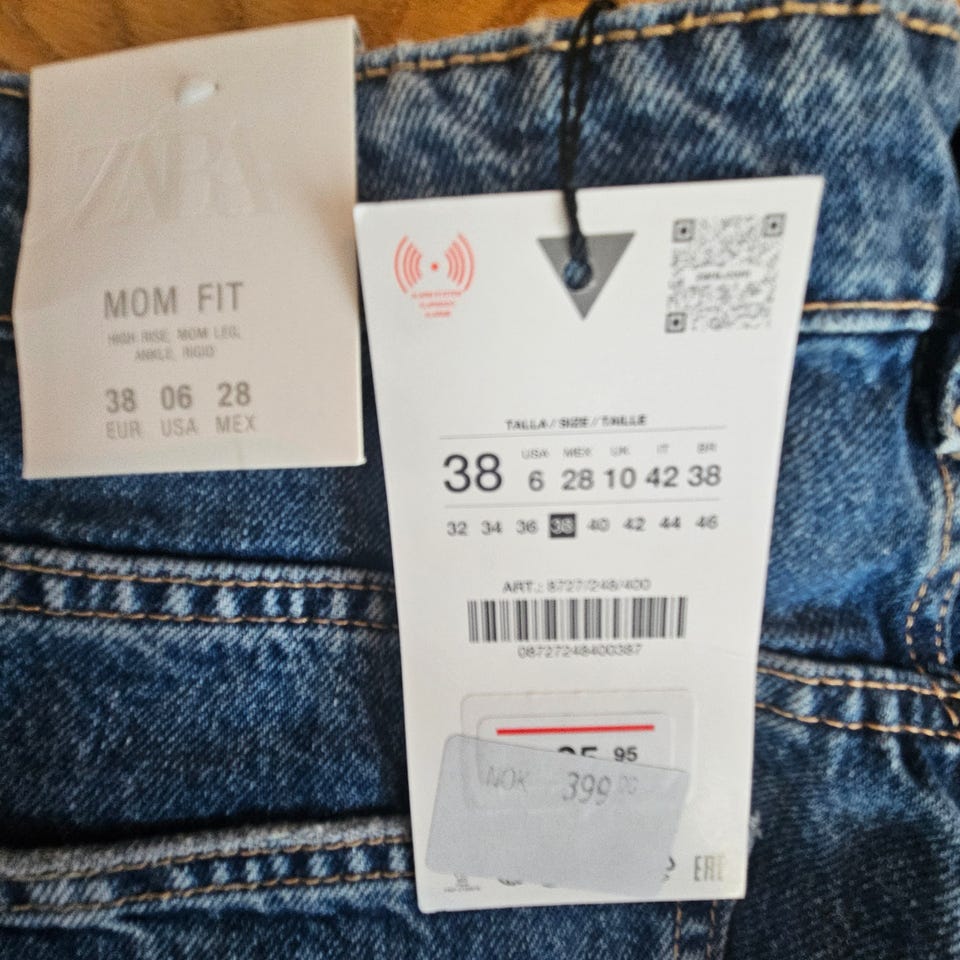 ZARA
MOM FIT
HIGH RISE, MOM LEG,
ANKLE, RIGID
38 06 28
EUR USA MEX
TALLA / SIZE / TAILLE
USA MEX UK IT BR
38 6 28 10 42 38
32 34 36 38 40 42 44 46
ART.: 8727/248/400
08727248400387
95
NOK 399 00
EAC